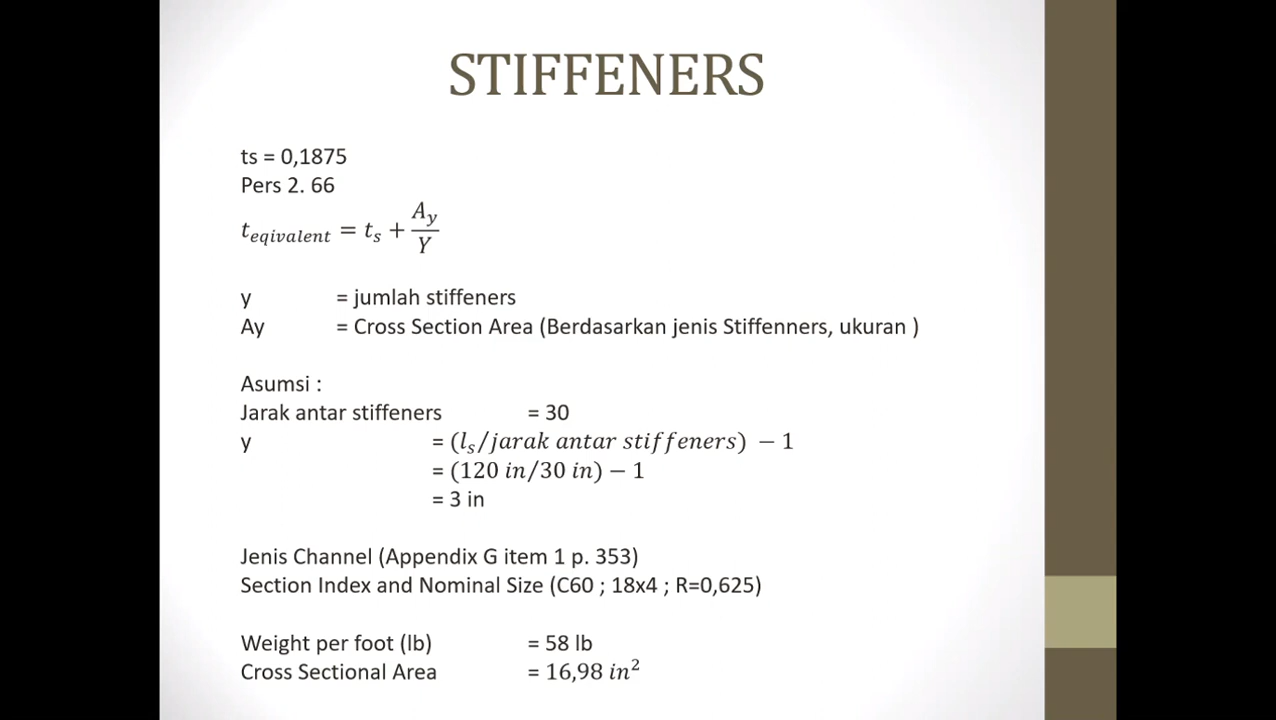 STIFFENERS
ts = 0,1875
Pers 2. 66
t_eqivalent = t_s + A_y/Y
y = jumlah stiffeners
Ay = Cross Section Area (Berdasarkan jenis Stiffenners, ukuran )
Asumsi :
Jarak antar stiffeners = 30
y = (l_s/jarak antar stiffeners) − 1
= (120 in/30 in) − 1
= 3 in
Jenis Channel (Appendix G item 1 p. 353)
Section Index and Nominal Size (C60 ; 18x4 ; R=0,625)
Weight per foot (lb) = 58 lb
Cross Sectional Area = 16,98 in²